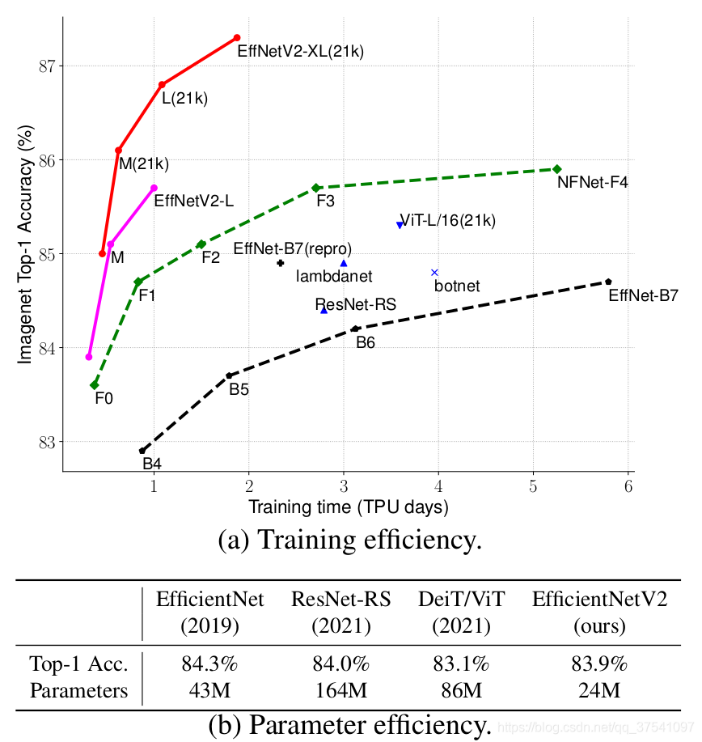 87
86
85
84
83
Imagenet Top-1 Accuracy (%)
EffNetV2-XL(21k)
L(21k)
M(21k)
EffNetV2-L
M
NFNet-F4
F3
F2
F1
F0
ViT-L/16(21k)
EffNet-B7(repro)
lambdanet
botnet
ResNet-RS
EffNet-B7
B6
B5
B4
1 2 3 4 5 6
Training time (TPU days)
(a) Training efficiency.
EfficientNet ResNet-RS DeiT/ViT EfficientNetV2
(2019) (2021) (2021) (ours)
Top-1 Acc. 84.3% 84.0% 83.1% 83.9%
Parameters 43M 164M 86M 24M
(b) Parameter efficiency.
https://blog.csdn.net/qq_37541097